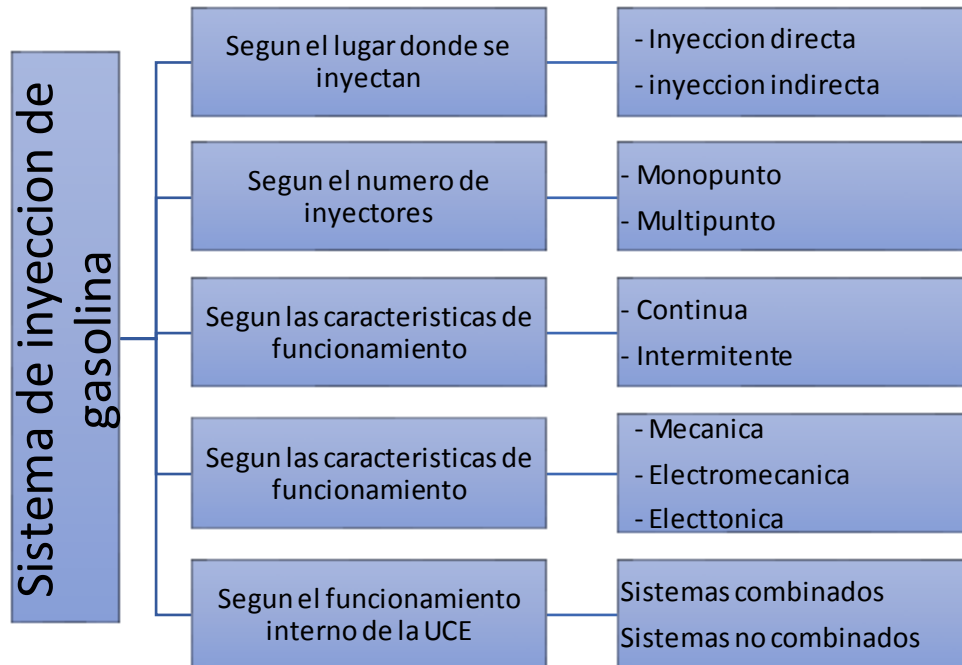 Sistema de inyeccion de
gasolina
Segun el lugar donde se
inyectan
- Inyeccion directa
- inyeccion indirecta
Segun el numero de
inyectores
- Monopunto
- Multipunto
Segun las caracteristicas de
funcionamiento
- Continua
- Intermitente
Segun las caracteristicas de
funcionamiento
- Mecanica
- Electromecanica
- Electtonica
Segun el funcionamiento
interno de la UCE
Sistemas combinados
Sistemas no combinados